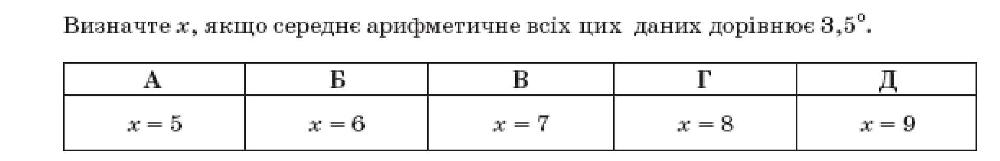 Визначте x, якщо середнє арифметичне всіх цих даних дорівнює 3,5°.
А Б В Г Д
x = 5 x = 6 x = 7 x = 8 x = 9